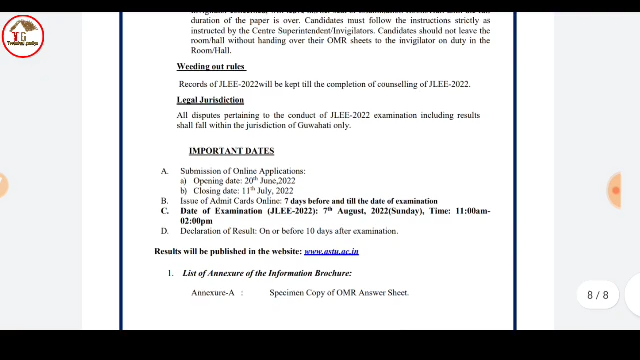 duration of the paper is over. Candidates must follow the instructions strictly as
instructed by the Centre Superintendent/Invigilators. Candidates should not leave the
room/hall without handing over their OMR sheets to the invigilator on duty in the
Room/Hall.
Weeding out rules
Records of JLEE-2022will be kept till the completion of counselling of JLEE-2022.
Legal Jurisdiction
All disputes pertaining to the conduct of JLEE-2022 examination including results
shall fall within the jurisdiction of Guwahati only.
IMPORTANT DATES
A. Submission of Online Applications:
a) Opening date: 20th June,2022
b) Closing date: 11th July, 2022
B. Issue of Admit Cards Online: 7 days before and till the date of examination
C. Date of Examination (JLEE-2022): 7th August, 2022(Sunday), Time: 11:00am-
02:00pm
D. Declaration of Result: On or before 10 days after examination.
Results will be published in the website: www.astu.ac.in
1. List of Annexure of the Information Brochure:
Annexure-A : Specimen Copy of OMR Answer Sheet.
8 / 8